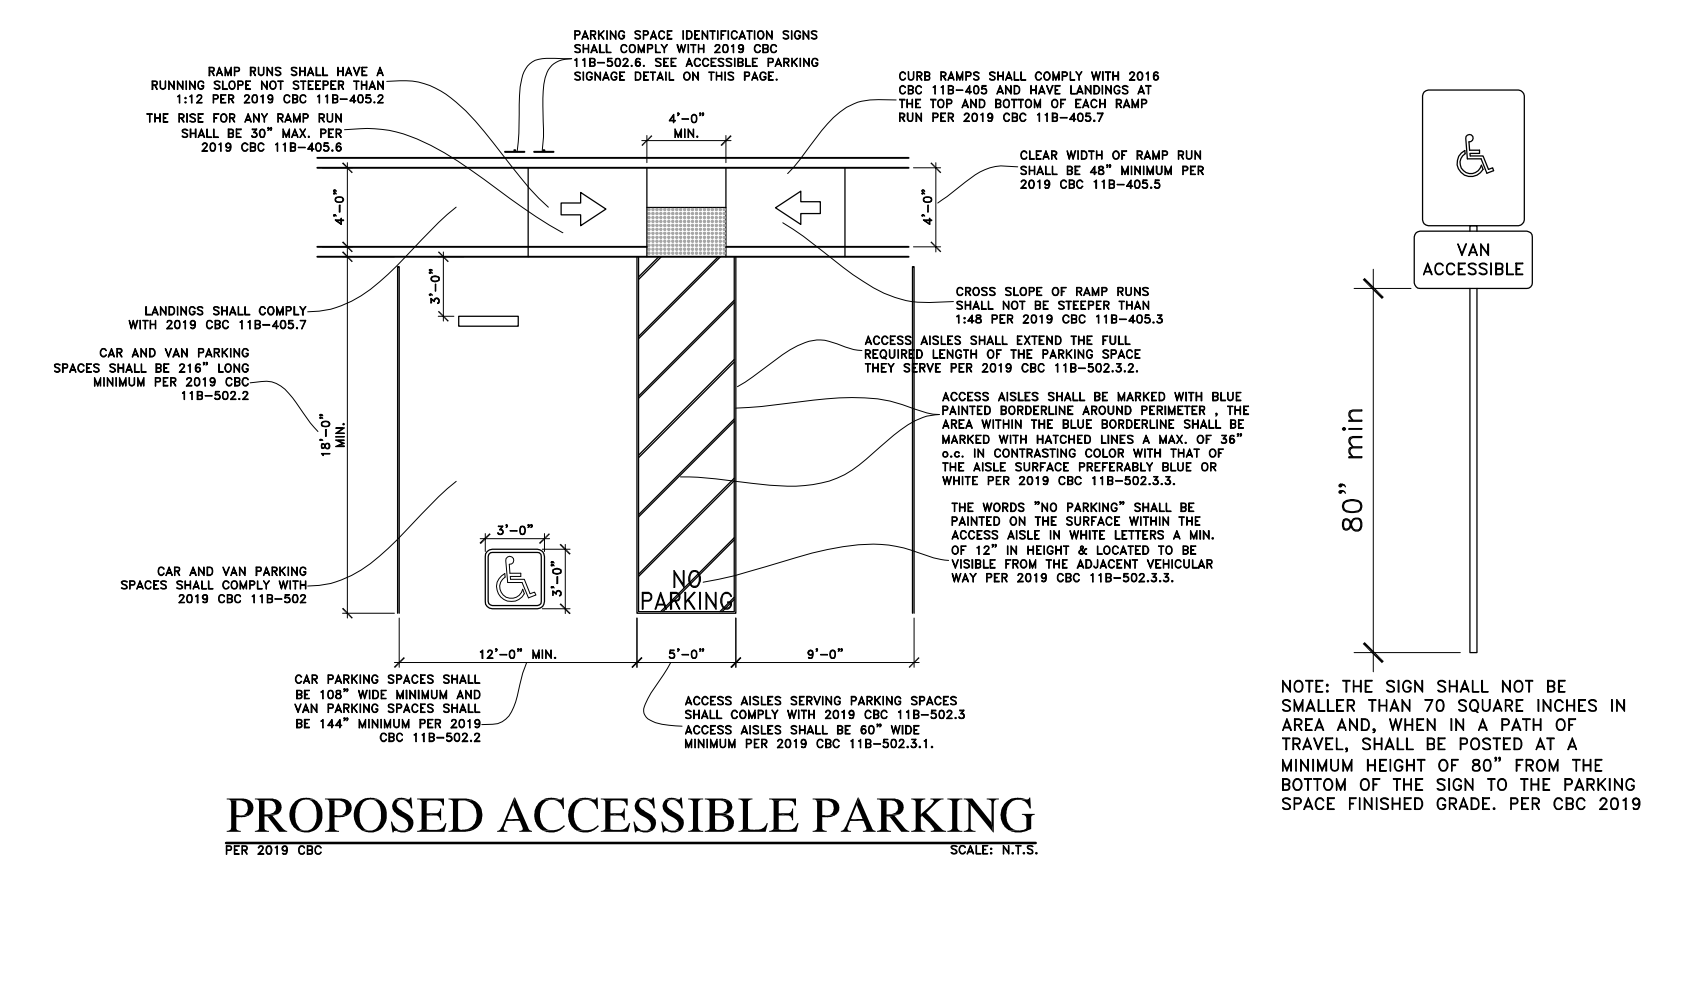 PARKING SPACE IDENTIFICATION SIGNS
SHALL COMPLY WITH 2019 CBC
11B-502.6. SEE ACCESSIBLE PARKING
SIGNAGE DETAIL ON THIS PAGE.
RAMP RUNS SHALL HAVE A
RUNNING SLOPE NOT STEEPER THAN
1:12 PER 2019 CBC 11B-405.2
THE RISE FOR ANY RAMP RUN
SHALL BE 30" MAX. PER
2019 CBC 11B-405.6
4'-0"
MIN.
CURB RAMPS SHALL COMPLY WITH 2016
CBC 11B-405 AND HAVE LANDINGS AT
THE TOP AND BOTTOM OF EACH RAMP
RUN PER 2019 CBC 11B-405.7
CLEAR WIDTH OF RAMP RUN
SHALL BE 48" MINIMUM PER
2019 CBC 11B-405.5
4'-0"
4'-0"
3'-0"
LANDINGS SHALL COMPLY
WITH 2019 CBC 11B-405.7
CROSS SLOPE OF RAMP RUNS
SHALL NOT BE STEEPER THAN
1:48 PER 2019 CBC 11B-405.3
CAR AND VAN PARKING
SPACES SHALL BE 216" LONG
MINIMUM PER 2019 CBC
11B-502.2
18'-0"
MIN.
ACCESS AISLES SHALL EXTEND THE FULL
REQUIRED LENGTH OF THE PARKING SPACE
THEY SERVE PER 2019 CBC 11B-502.3.2.
ACCESS AISLES SHALL BE MARKED WITH BLUE
PAINTED BORDERLINE AROUND PERIMETER , THE
AREA WITHIN THE BLUE BORDERLINE SHALL BE
MARKED WITH HATCHED LINES A MAX. OF 36"
o.c. IN CONTRASTING COLOR WITH THAT OF
THE AISLE SURFACE PREFERABLY BLUE OR
WHITE PER 2019 CBC 11B-502.3.3.
THE WORDS "NO PARKING" SHALL BE
PAINTED ON THE SURFACE WITHIN THE
ACCESS AISLE IN WHITE LETTERS A MIN.
OF 12" IN HEIGHT & LOCATED TO BE
VISIBLE FROM THE ADJACENT VEHICULAR
WAY PER 2019 CBC 11B-502.3.3.
3'-0"
3'-0"
CAR AND VAN PARKING
SPACES SHALL COMPLY WITH
2019 CBC 11B-502
NO
PARKING
12'-0" MIN.
5'-0"
9'-0"
CAR PARKING SPACES SHALL
BE 108" WIDE MINIMUM AND
VAN PARKING SPACES SHALL
BE 144" MINIMUM PER 2019
CBC 11B-502.2
ACCESS AISLES SERVING PARKING SPACES
SHALL COMPLY WITH 2019 CBC 11B-502.3
ACCESS AISLES SHALL BE 60" WIDE
MINIMUM PER 2019 CBC 11B-502.3.1.
PROPOSED ACCESSIBLE PARKING
PER 2019 CBC
SCALE: N.T.S.
VAN
ACCESSIBLE
80" min
NOTE: THE SIGN SHALL NOT BE
SMALLER THAN 70 SQUARE INCHES IN
AREA AND, WHEN IN A PATH OF
TRAVEL, SHALL BE POSTED AT A
MINIMUM HEIGHT OF 80" FROM THE
BOTTOM OF THE SIGN TO THE PARKING
SPACE FINISHED GRADE. PER CBC 2019